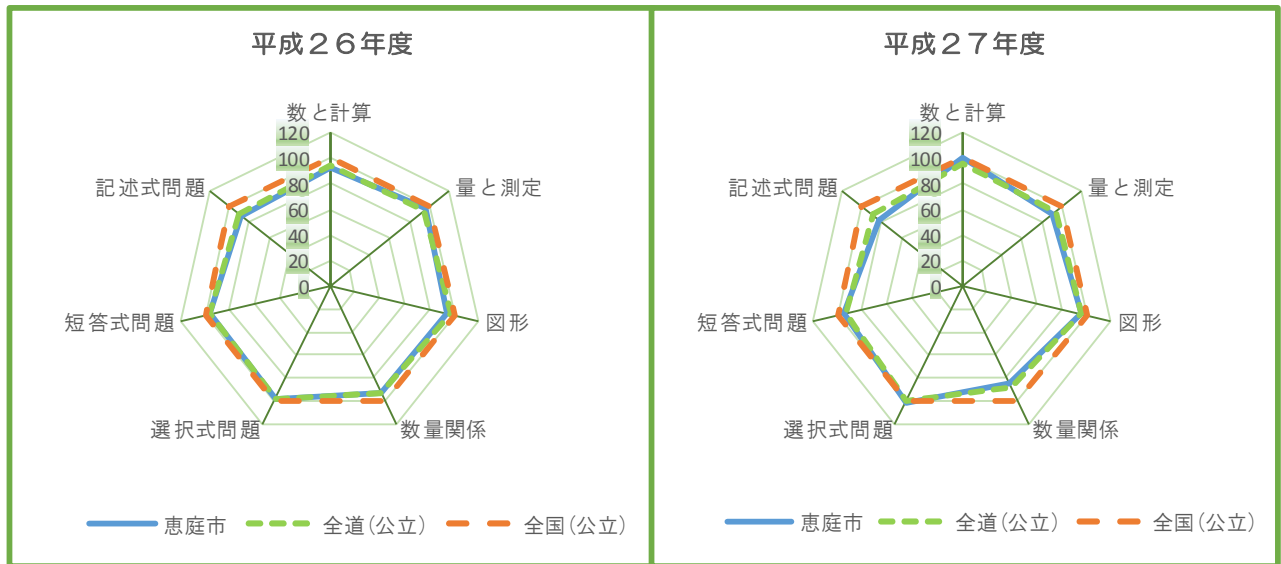 平成２６年度
数と計算
120
100
80
60
40
20
0
記述式問題
量と測定
短答式問題
図形
選択式問題
数量関係
恵庭市
全道(公立)
全国(公立)
平成２７年度
数と計算
120
100
80
60
40
20
0
記述式問題
量と測定
短答式問題
図形
選択式問題
数量関係
恵庭市
全道(公立)
全国(公立)